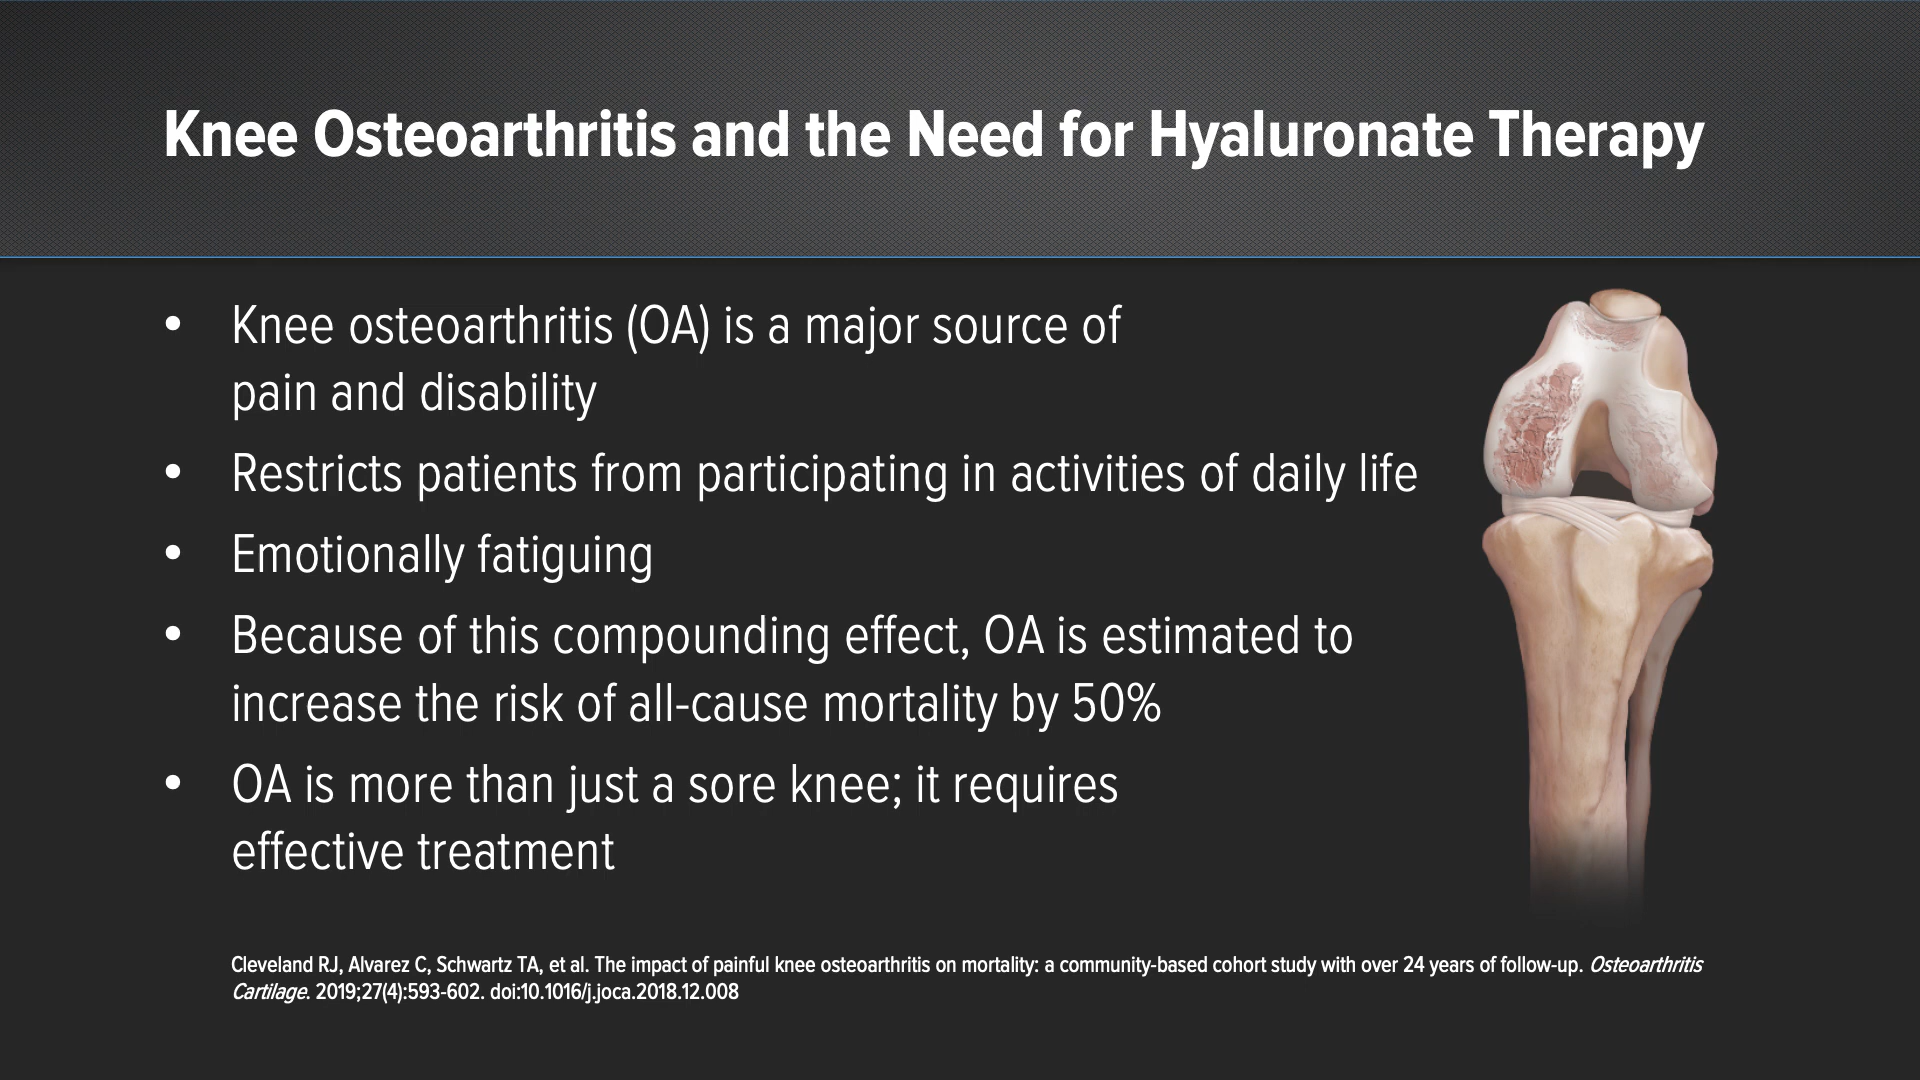 Knee Osteoarthritis and the Need for Hyaluronate Therapy
• Knee osteoarthritis (OA) is a major source of
pain and disability
• Restricts patients from participating in activities of daily life
• Emotionally fatiguing
• Because of this compounding effect, OA is estimated to
increase the risk of all-cause mortality by 50%
• OA is more than just a sore knee; it requires
effective treatment
Cleveland RJ, Alvarez C, Schwartz TA, et al. The impact of painful knee osteoarthritis on mortality: a community-based cohort study with over 24 years of follow-up. Osteoarthritis
Cartilage. 2019;27(4):593-602. doi:10.1016/j.joca.2018.12.008